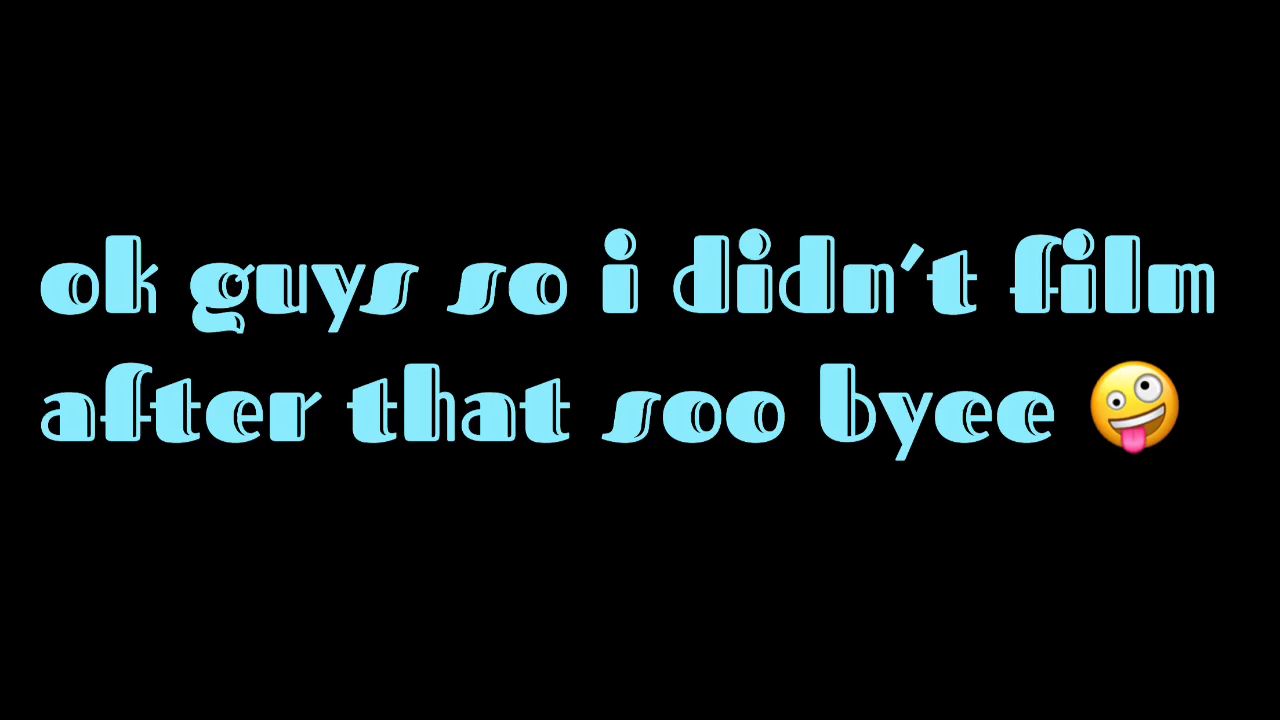 ok guys so i didn't film
after that soo byee 🤪